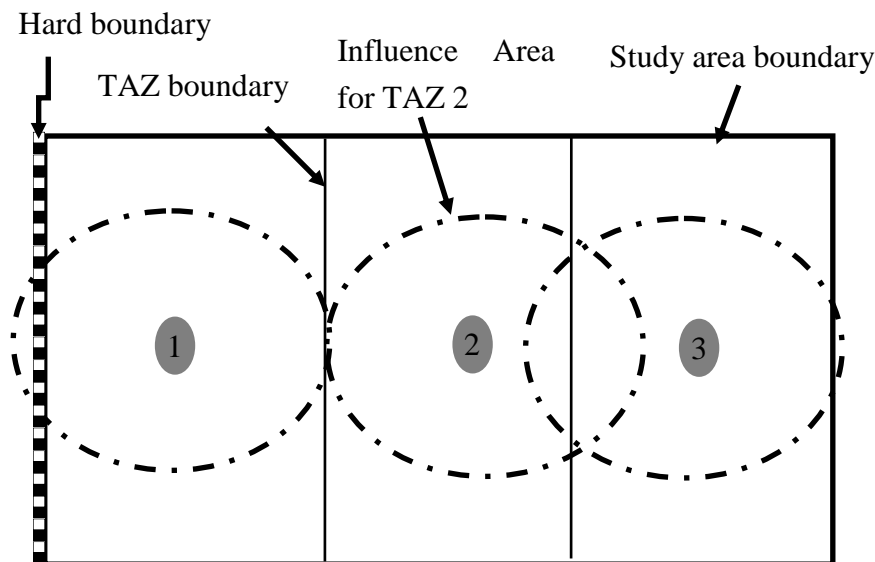 Hard boundary
TAZ boundary
Influence Area
for TAZ 2
Study area boundary
1
2
3